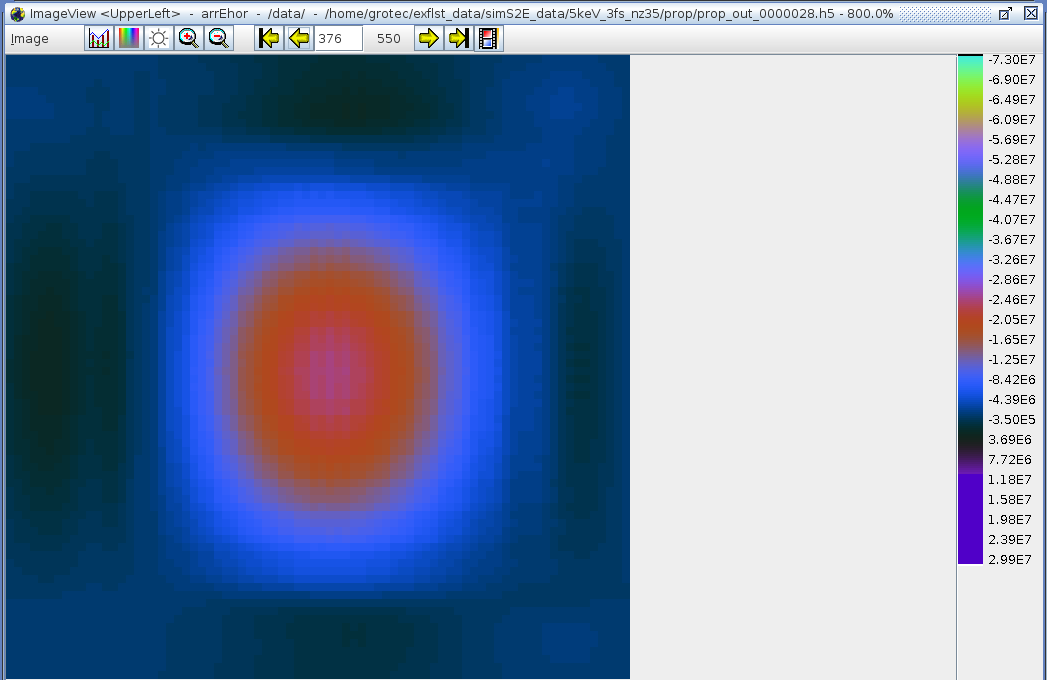 ImageView <UpperLeft> - arrEhor - /data/ - /home/grotec/exflst_data/simS2E_data/5keV_3fs_nz35/prop/prop_out_0000028.h5 - 800.0%
Image 376 550
-7.30E7
-6.90E7
-6.49E7
-6.09E7
-5.69E7
-5.28E7
-4.88E7
-4.47E7
-4.07E7
-3.67E7
-3.26E7
-2.86E7
-2.46E7
-2.05E7
-1.65E7
-1.25E7
-8.42E6
-4.39E6
-3.50E5
3.69E6
7.72E6
1.18E7
1.58E7
1.98E7
2.39E7
2.99E7